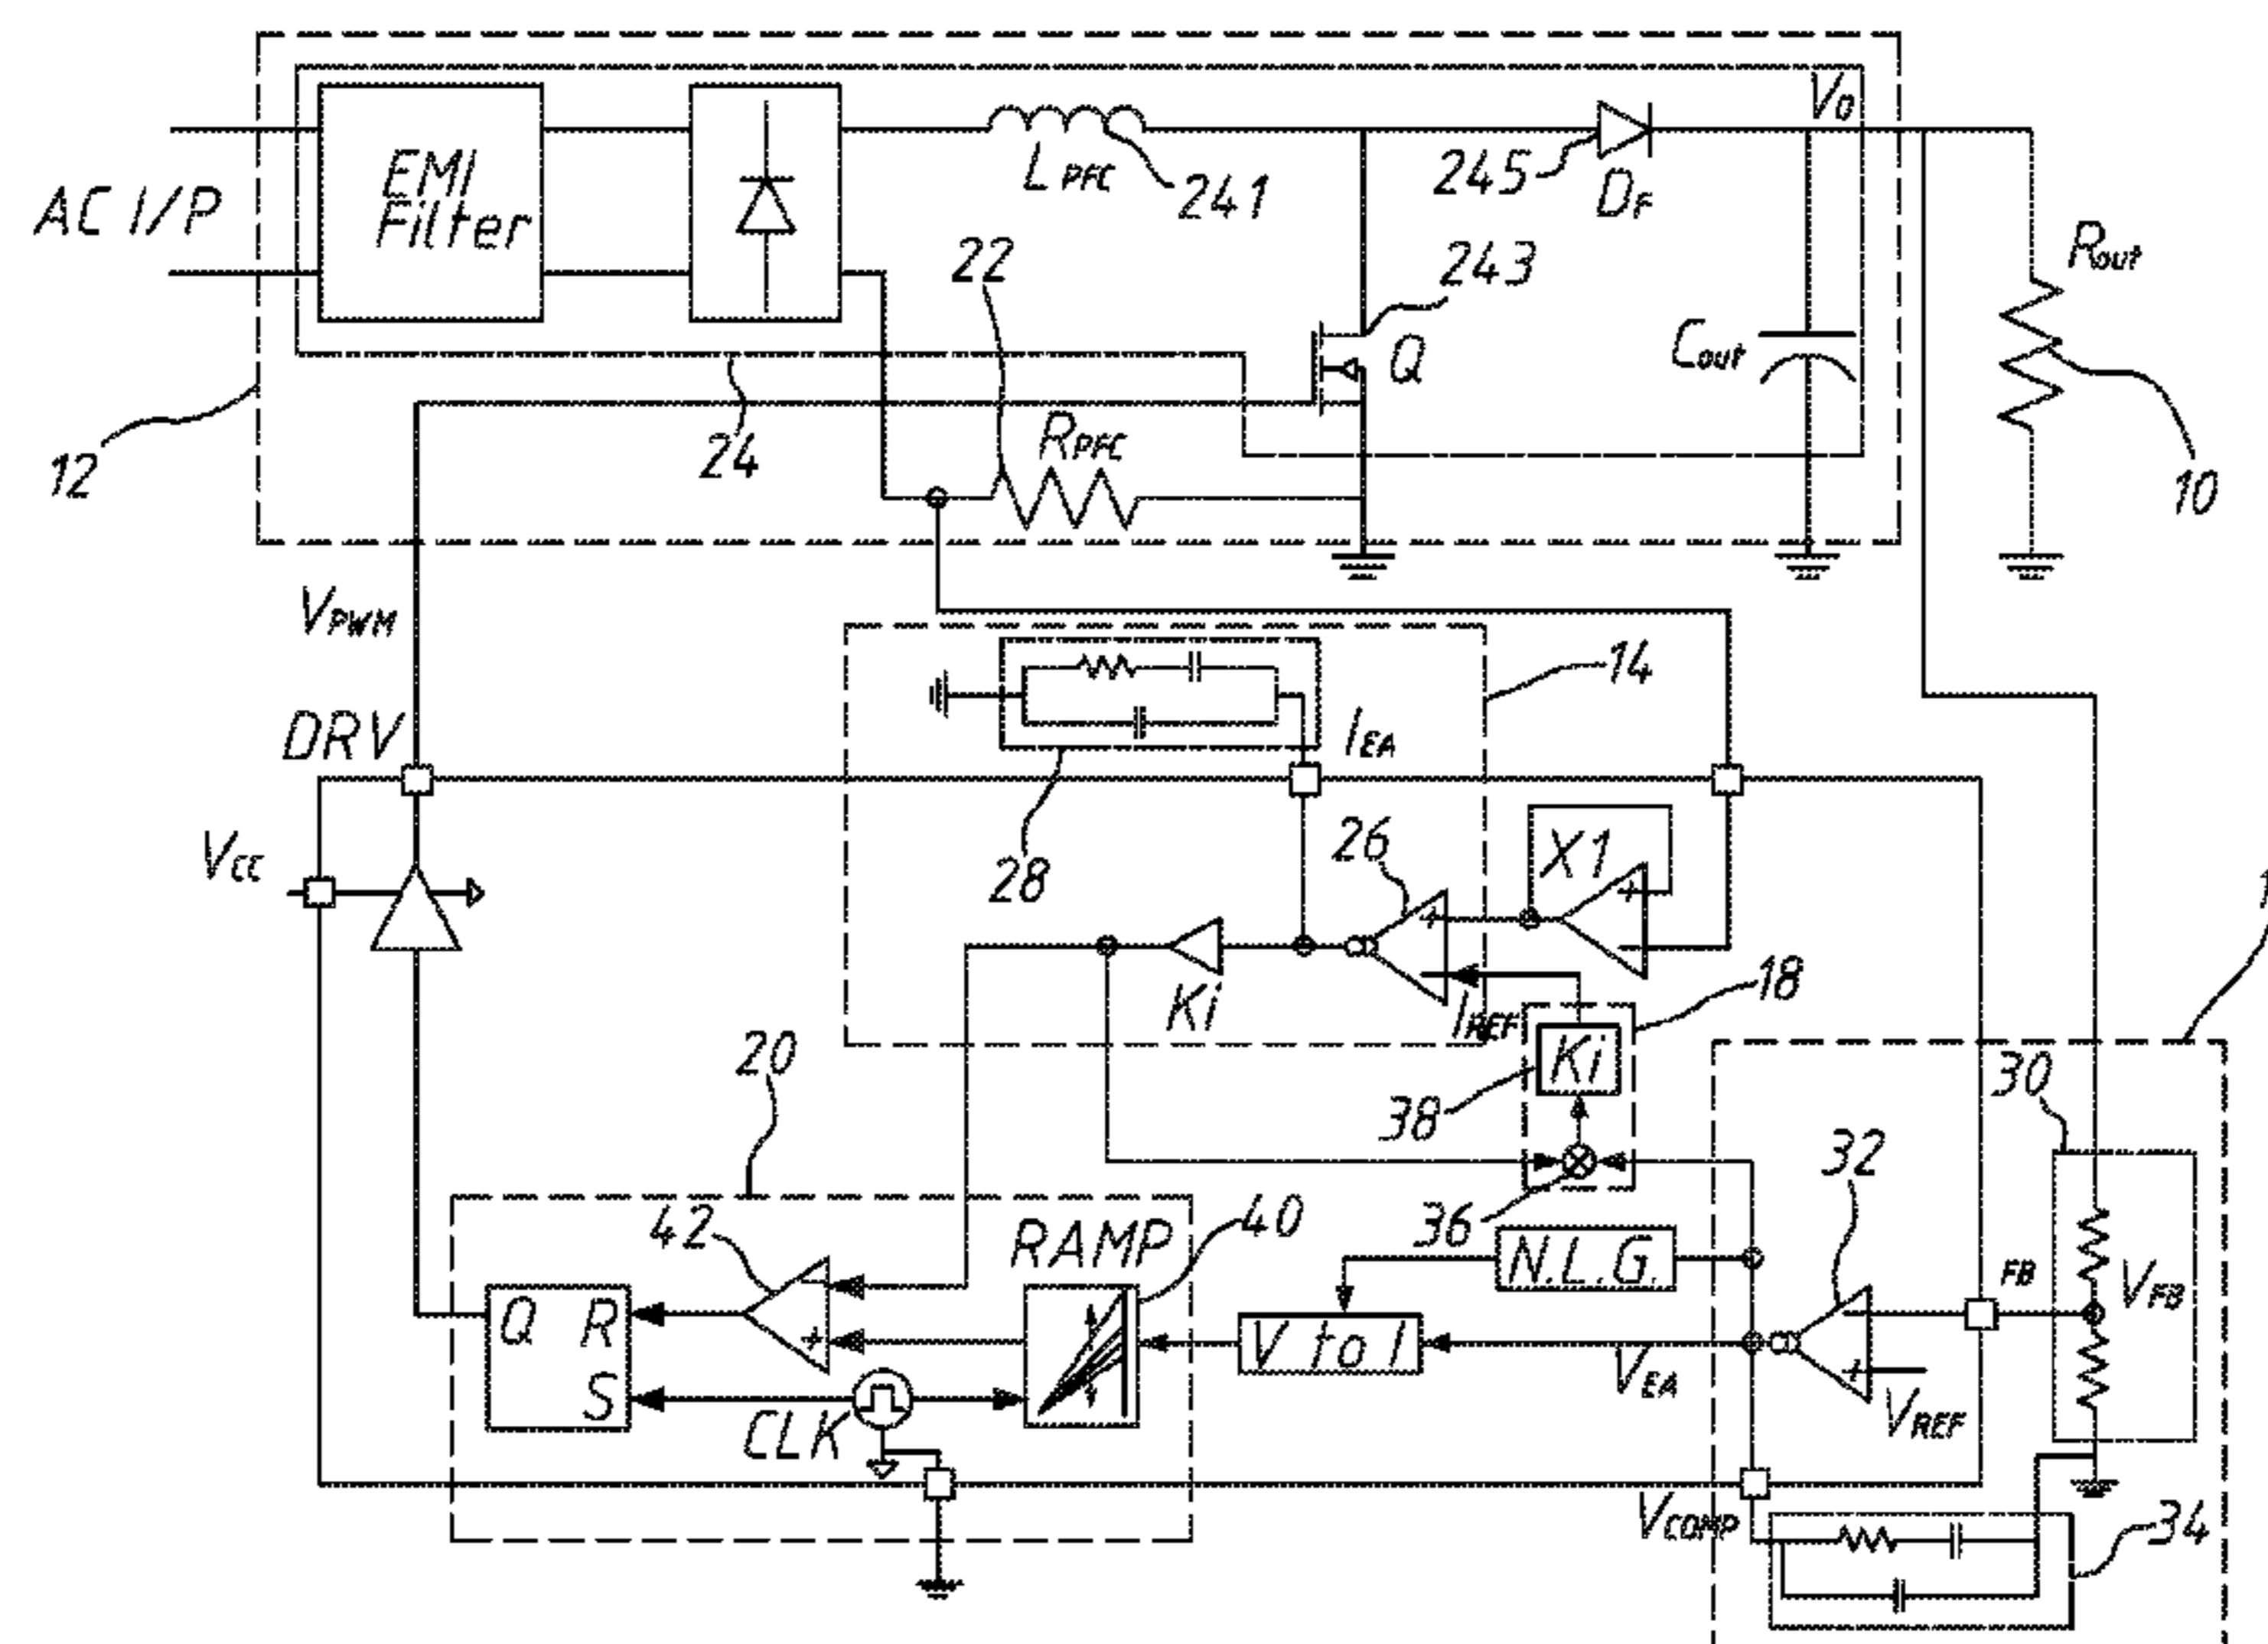 Vo
EMI
Filter
AC I/P
LPFC
241
245
DF
Rout
22
243
Q
Cout
12
24
RPFC
10
VPWM
14
IEA
DRV
VCC
28
26
X1
Ki
IREF
18
Ki
38
30
20
36
32
42
RAMP
40
N.L.G.
FB
VFB
Q
R
V to I
VEA
S
CLK
VREF
VCOMP
34